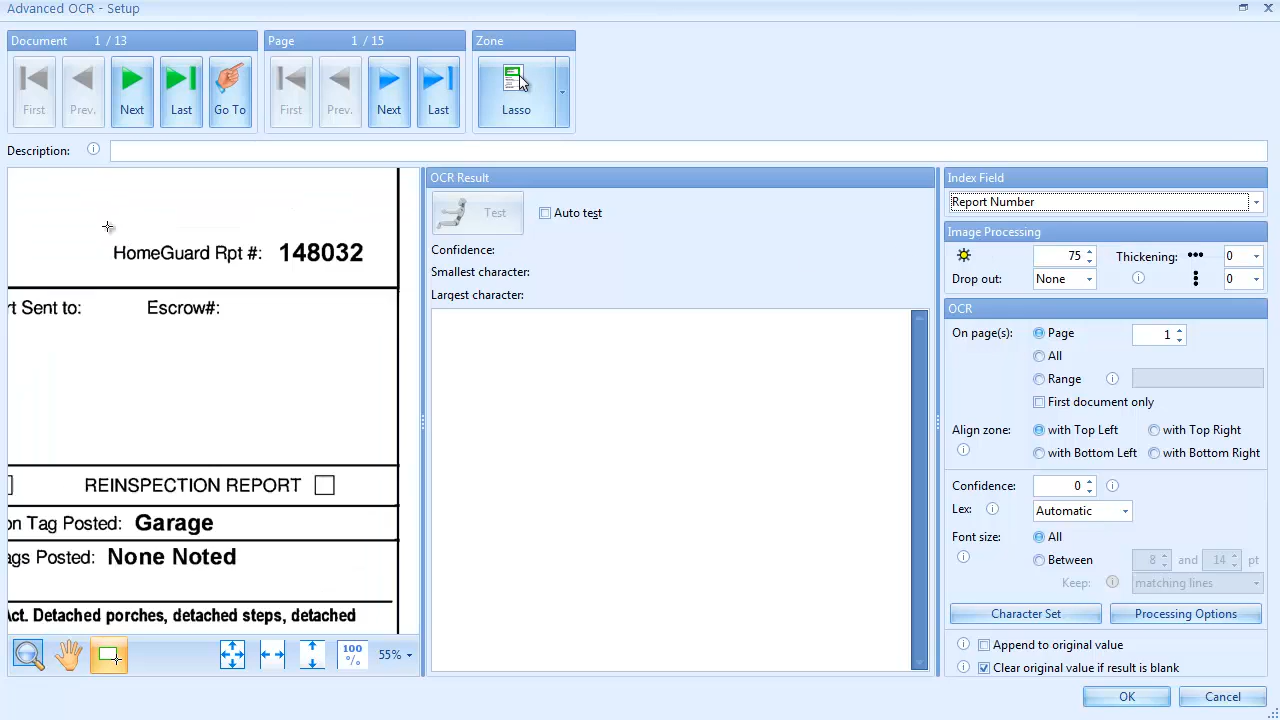 Advanced OCR - Setup
Document 1 / 13
Page 1 / 15
Zone
First Prev. Next Last Go To
First Prev. Next Last
Lasso
Description:
HomeGuard Rpt #: 148032
t Sent to: Escrow#:
REINSPECTION REPORT
on Tag Posted: Garage
ags Posted: None Noted
Act. Detached porches, detached steps, detached
100 %
55%
OCR Result
Test Auto test
Confidence:
Smallest character:
Largest character:
Index Field
Report Number
Image Processing
75 Thickening: 0
Drop out: None 0
OCR
On page(s): Page 1
All
Range
First document only
Align zone: with Top Left with Top Right
with Bottom Left with Bottom Right
Confidence: 0
Lex: Automatic
Font size: All
Between 8 and 14 pt
Keep: matching lines
Character Set Processing Options
Append to original value
Clear original value if result is blank
OK Cancel